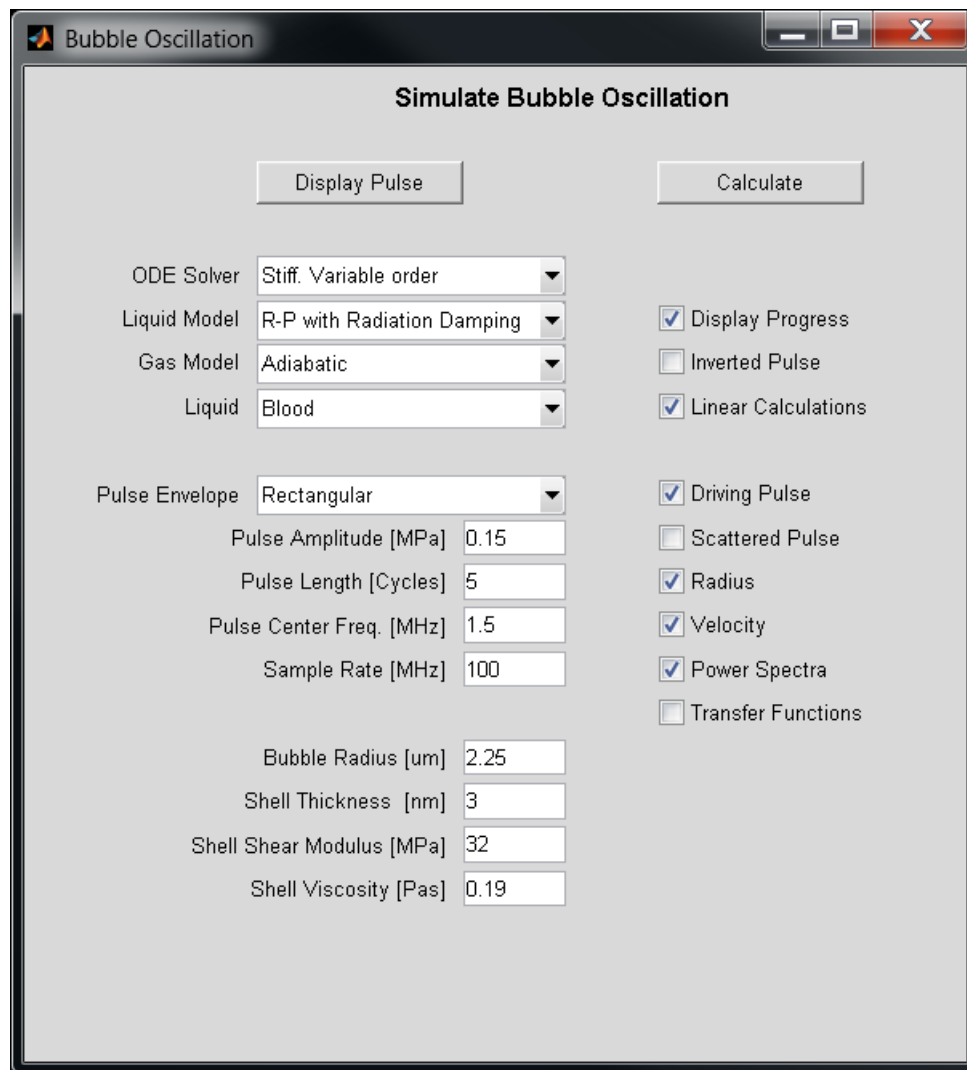 Bubble Oscillation
Simulate Bubble Oscillation
Display Pulse Calculate
ODE Solver Stiff. Variable order
Liquid Model R-P with Radiation Damping Display Progress
Gas Model Adiabatic Inverted Pulse
Liquid Blood Linear Calculations
Pulse Envelope Rectangular Driving Pulse
Pulse Amplitude [MPa] 0.15 Scattered Pulse
Pulse Length [Cycles] 5 Radius
Pulse Center Freq. [MHz] 1.5 Velocity
Sample Rate [MHz] 100 Power Spectra
Transfer Functions
Bubble Radius [um] 2.25
Shell Thickness [nm] 3
Shell Shear Modulus [MPa] 32
Shell Viscosity [Pas] 0.19